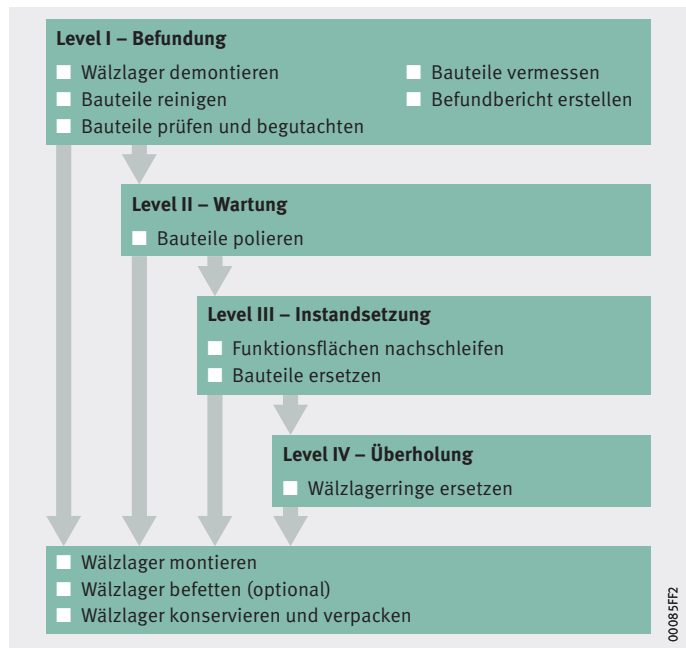 Level I – Befundung
Wälzlager demontieren
Bauteile reinigen
Bauteile prüfen und begutachten
Bauteile vermessen
Befundbericht erstellen
Level II – Wartung
Bauteile polieren
Level III – Instandsetzung
Funktionsflächen nachschleifen
Bauteile ersetzen
Level IV – Überholung
Wälzlagerringe ersetzen
Wälzlager montieren
Wälzlager befetten (optional)
Wälzlager konservieren und verpacken
00085FF2